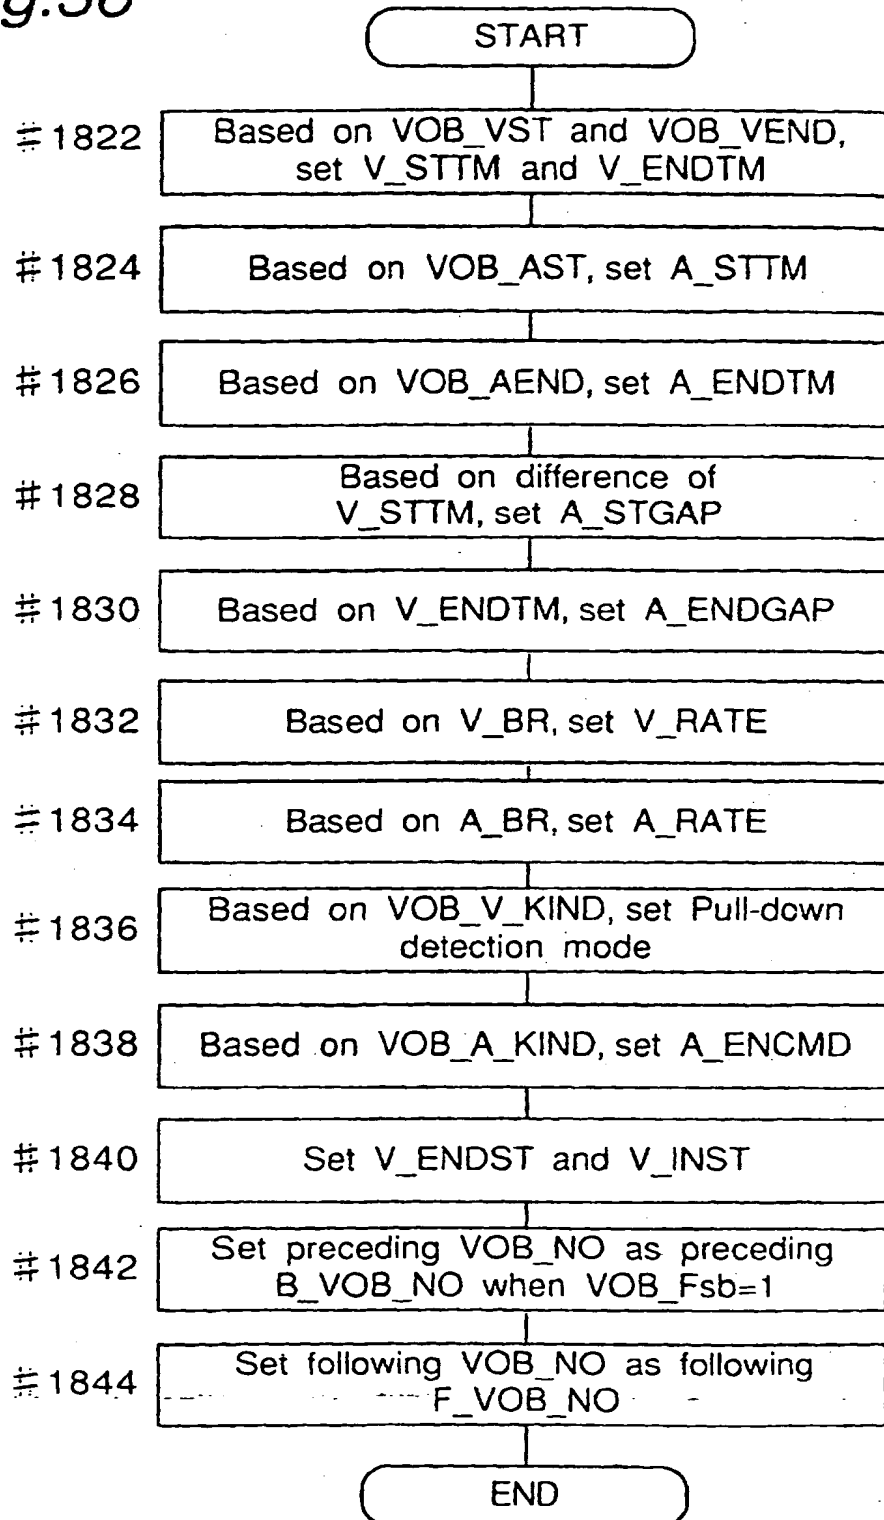 g.56
START
#1822
Based on VOB_VST and VOB_VEND,
set V_STTM and V_ENDTM
#1824
Based on VOB_AST, set A_STTM
#1826
Based on VOB_AEND, set A_ENDTM
#1828
Based on difference of
V_STTM, set A_STGAP
#1830
Based on V_ENDTM, set A_ENDGAP
#1832
Based on V_BR, set V_RATE
#1834
Based on A_BR, set A_RATE
#1836
Based on VOB_V_KIND, set Pull-down
detection mode
#1838
Based on VOB_A_KIND, set A_ENCMD
#1840
Set V_ENDST and V_INST
#1842
Set preceding VOB_NO as preceding
B_VOB_NO when VOB_Fsb=1
#1844
Set following VOB_NO as following
F_VOB_NO
END